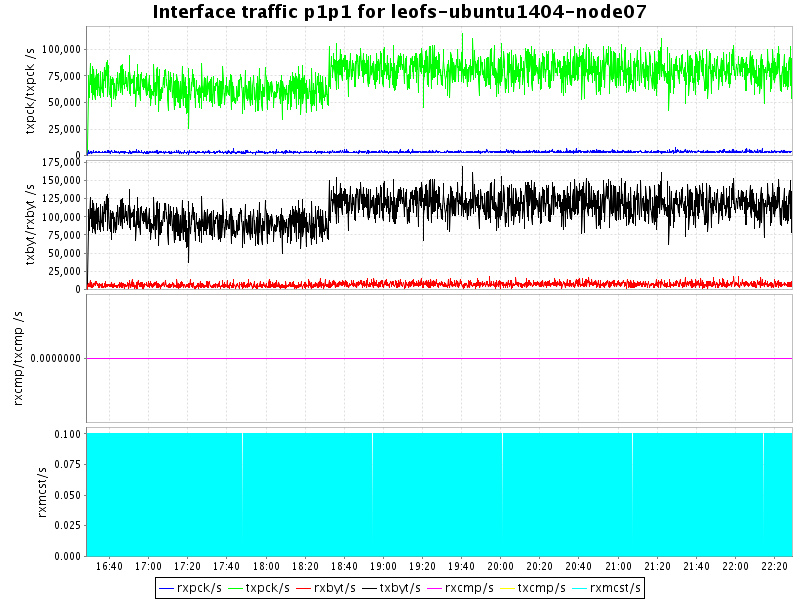 Interface traffic p1p1 for leofs-ubuntu1404-node07
txpck/txpck /s
100,000
75,000
50,000
25,000
0
txbyt/rxbyt /s
175,000
150,000
125,000
100,000
75,000
50,000
25,000
0
rxcmp/txcmp /s
0.0000000
rxmcst/s
0.100
0.075
0.050
0.025
0.000
16:40 17:00 17:20 17:40 18:00 18:20 18:40 19:00 19:20 19:40 20:00 20:20 20:40 21:00 21:20 21:40 22:00 22:20
rxpck/s txpck/s rxbyt/s txbyt/s rxcmp/s txcmp/s rxmcst/s